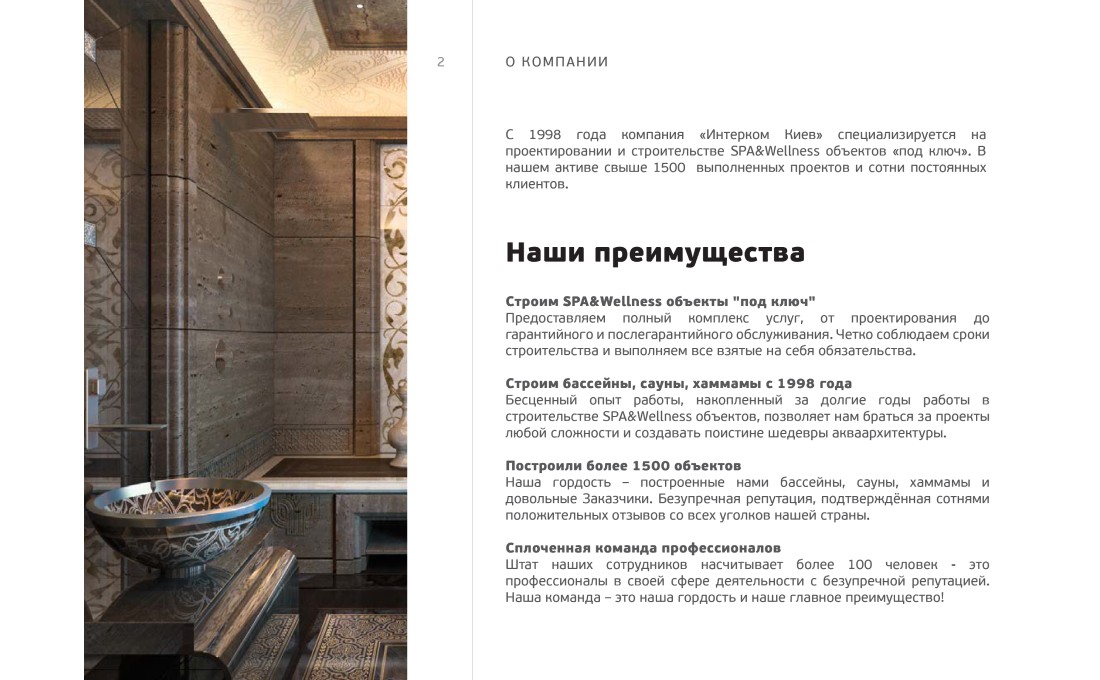 2
О КОМПАНИИ
С 1998 года компания «Интерком Киев» специализируется на
проектировании и строительстве SPA&Wellness объектов «под ключ». В
нашем активе свыше 1500 выполненных проектов и сотни постоянных
клиентов.
Наши преимущества
Строим SPA&Wellness объекты "под ключ"
Предоставляем полный комплекс услуг, от проектирования до
гарантийного и послегарантийного обслуживания. Четко соблюдаем сроки
строительства и выполняем все взятые на себя обязательства.
Строим бассейны, сауны, хаммамы с 1998 года
Бесценный опыт работы, накопленный за долгие годы работы в
строительстве SPA&Wellness объектов, позволяет нам браться за проекты
любой сложности и создавать поистине шедевры акваархитектуры.
Построили более 1500 объектов
Наша гордость – построенные нами бассейны, сауны, хаммамы и
довольные Заказчики. Безупречная репутация, подтверждённая сотнями
положительных отзывов со всех уголков нашей страны.
Сплоченная команда профессионалов
Штат наших сотрудников насчитывает более 100 человек - это
профессионалы в своей сфере деятельности с безупречной репутацией.
Наша команда – это наша гордость и наше главное преимущество!